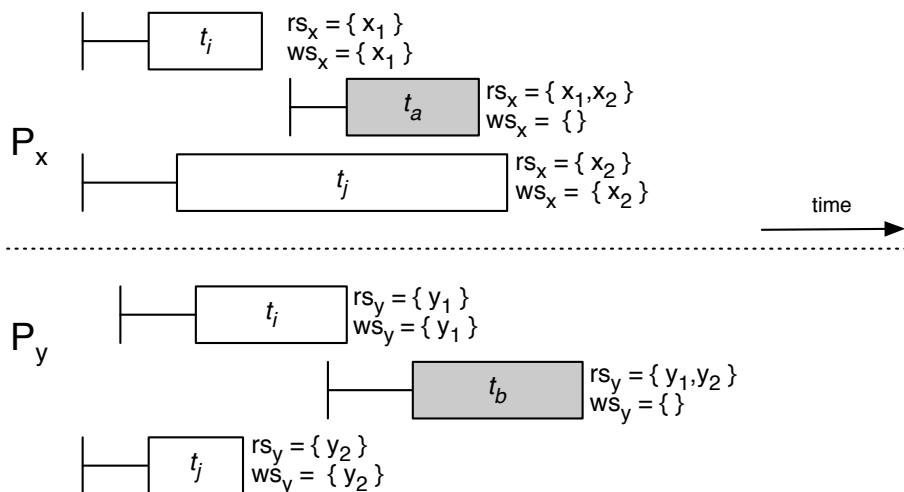 t_i rs_x = { x_1 }
ws_x = { x_1 }
t_a rs_x = { x_1,x_2 }
ws_x = {}
P_x
t_j rs_x = { x_2 }
ws_x = { x_2 }
time
P_y
t_i rs_y = { y_1 }
ws_y = { y_1 }
t_b rs_y = { y_1,y_2 }
ws_y = {}
t_j rs_y = { y_2 }
ws_y = { y_2 }